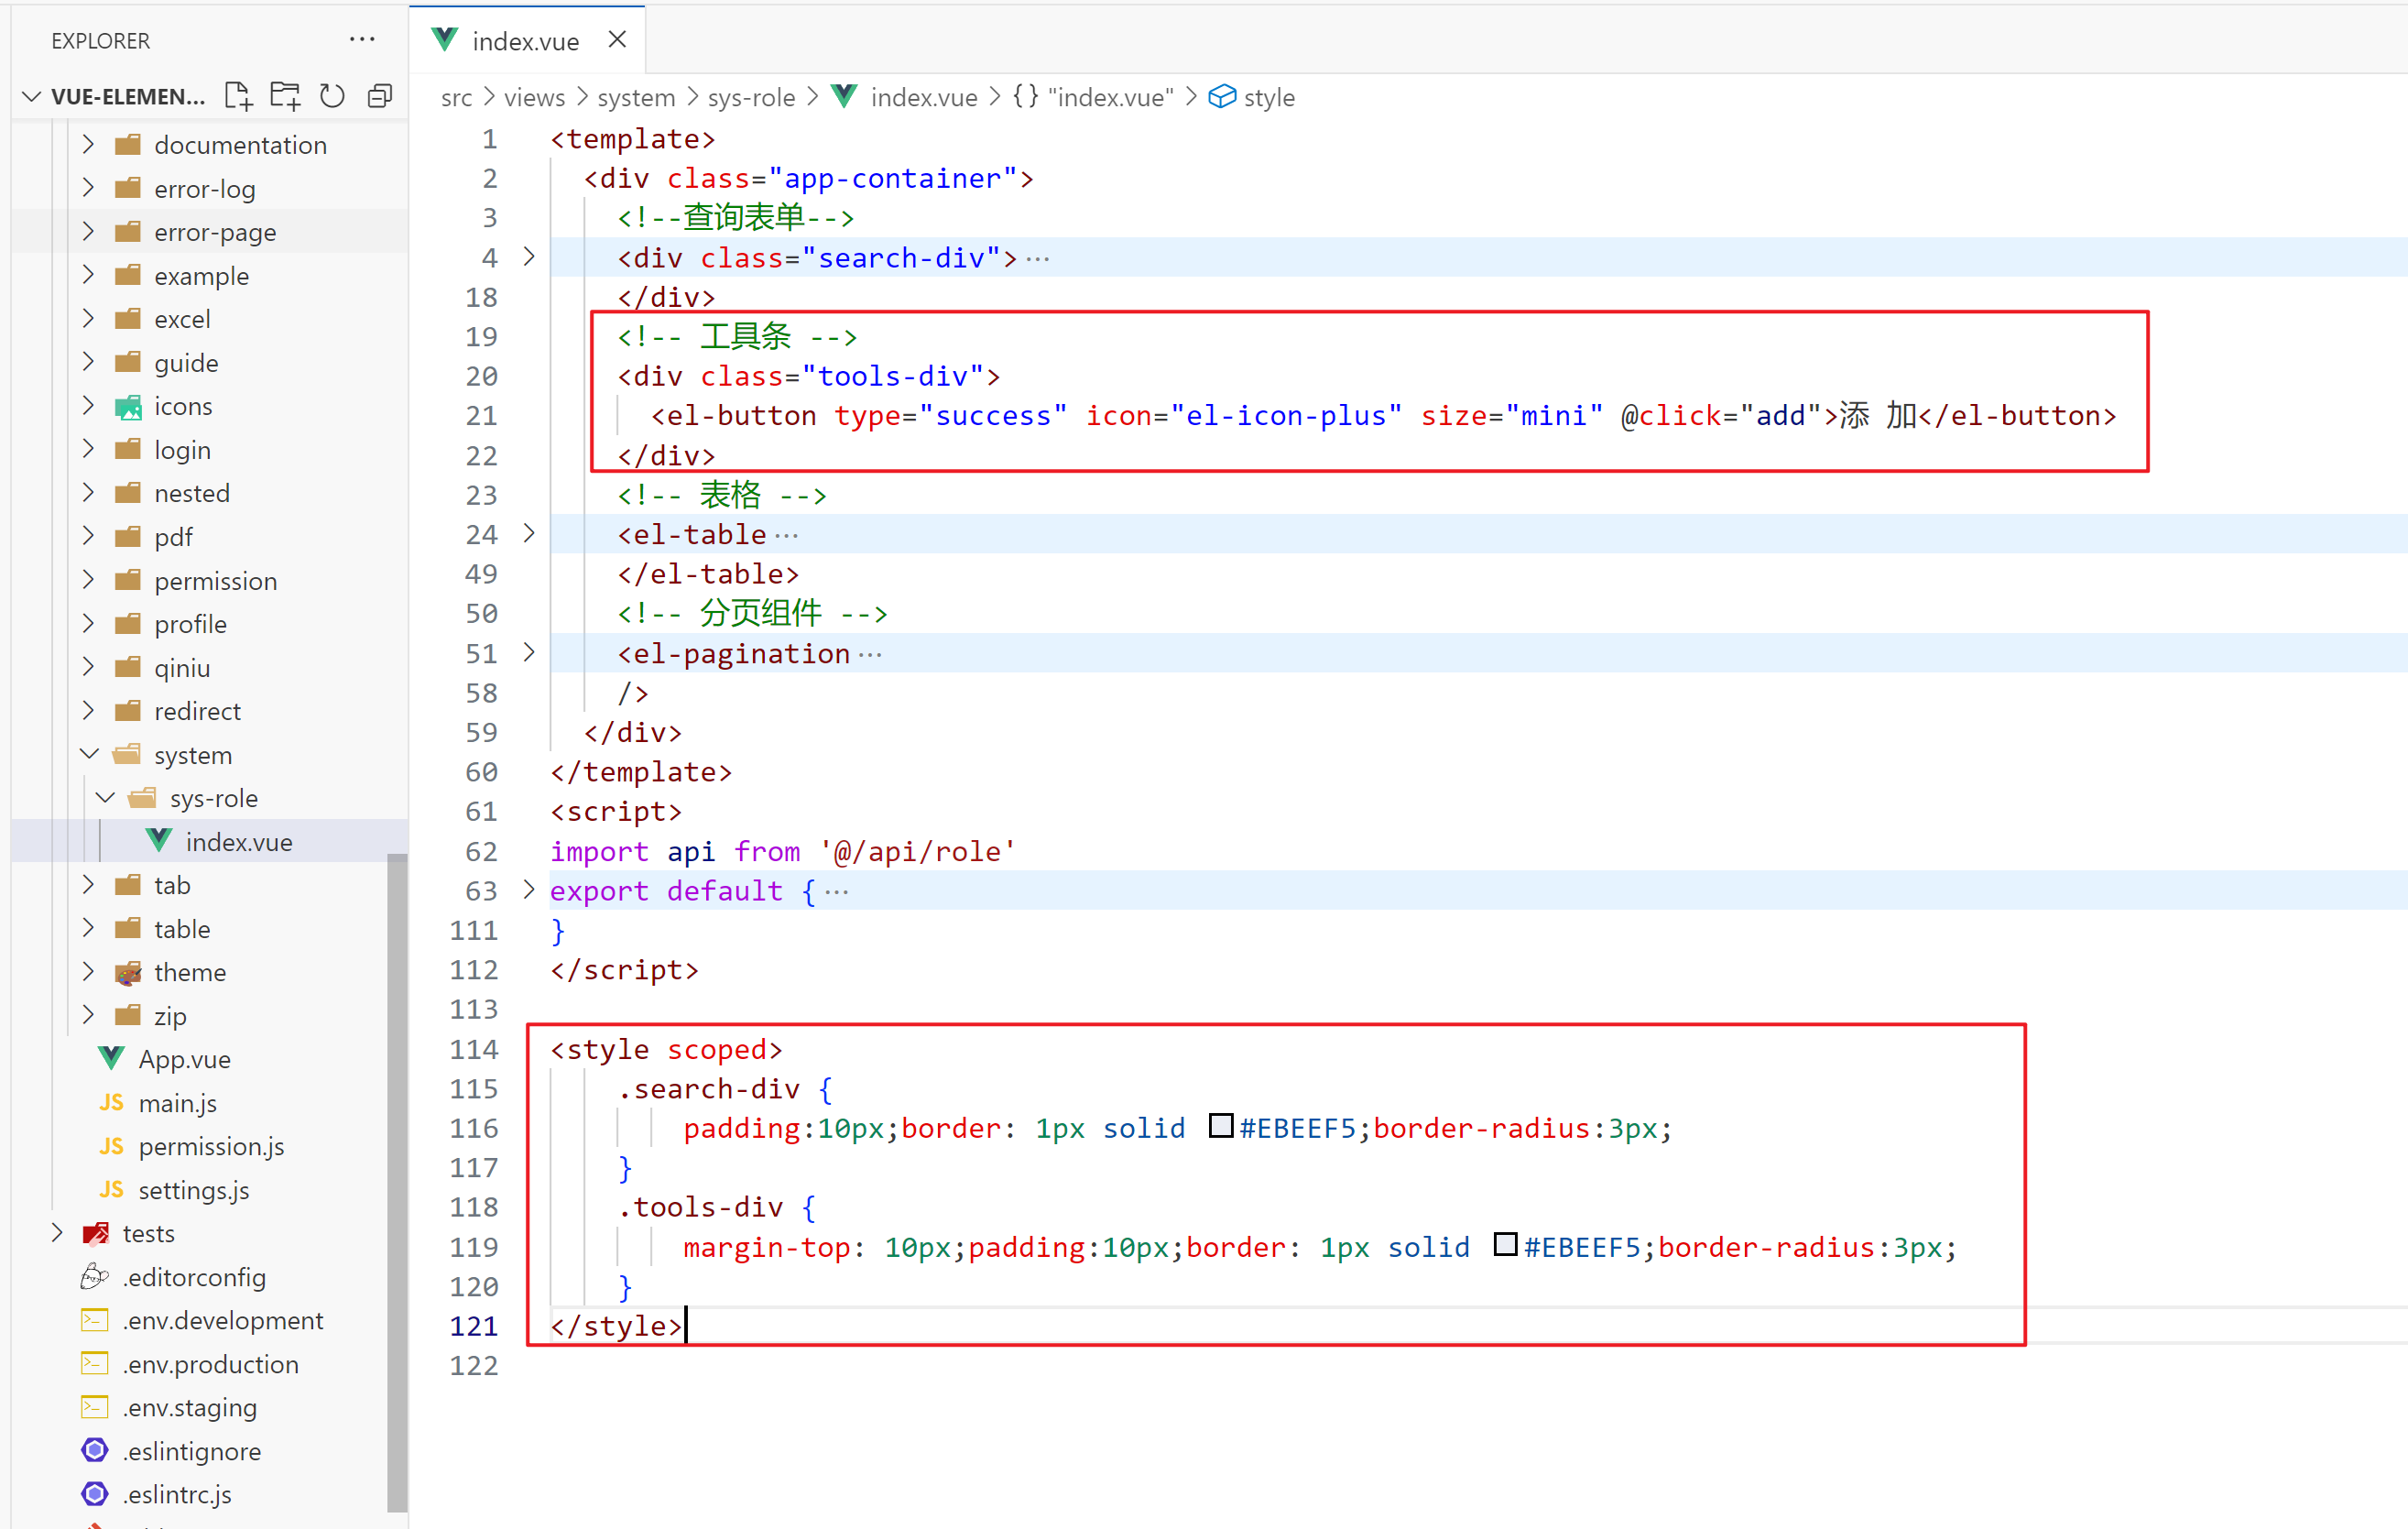 EXPLORER
VUE-ELEMEN...
documentation
error-log
error-page
example
excel
guide
icons
login
nested
pdf
permission
profile
qiniu
redirect
system
sys-role
index.vue
tab
table
theme
zip
App.vue
JS main.js
JS permission.js
JS settings.js
tests
.editorconfig
.env.development
.env.production
.env.staging
.eslintignore
.eslintrc.js
index.vue
src > views > system > sys-role > index.vue > {} "index.vue" > style
1 <template>
2 <div class="app-container">
3 <!--查询表单-->
4 <div class="search-div">...
18 </div>
19 <!-- 工具条 -->
20 <div class="tools-div">
21 <el-button type="success" icon="el-icon-plus" size="mini" @click="add">添 加</el-button>
22 </div>
23 <!-- 表格 -->
24 <el-table...
49 </el-table>
50 <!-- 分页组件 -->
51 <el-pagination...
58 />
59 </div>
60 </template>
61 <script>
62 import api from '@/api/role'
63 export default {...
111 }
112 </script>
113
114 <style scoped>
115 .search-div {
116 padding:10px;border: 1px solid #EBEEF5;border-radius:3px;
117 }
118 .tools-div {
119 margin-top: 10px;padding:10px;border: 1px solid #EBEEF5;border-radius:3px;
120 }
121 </style>
122